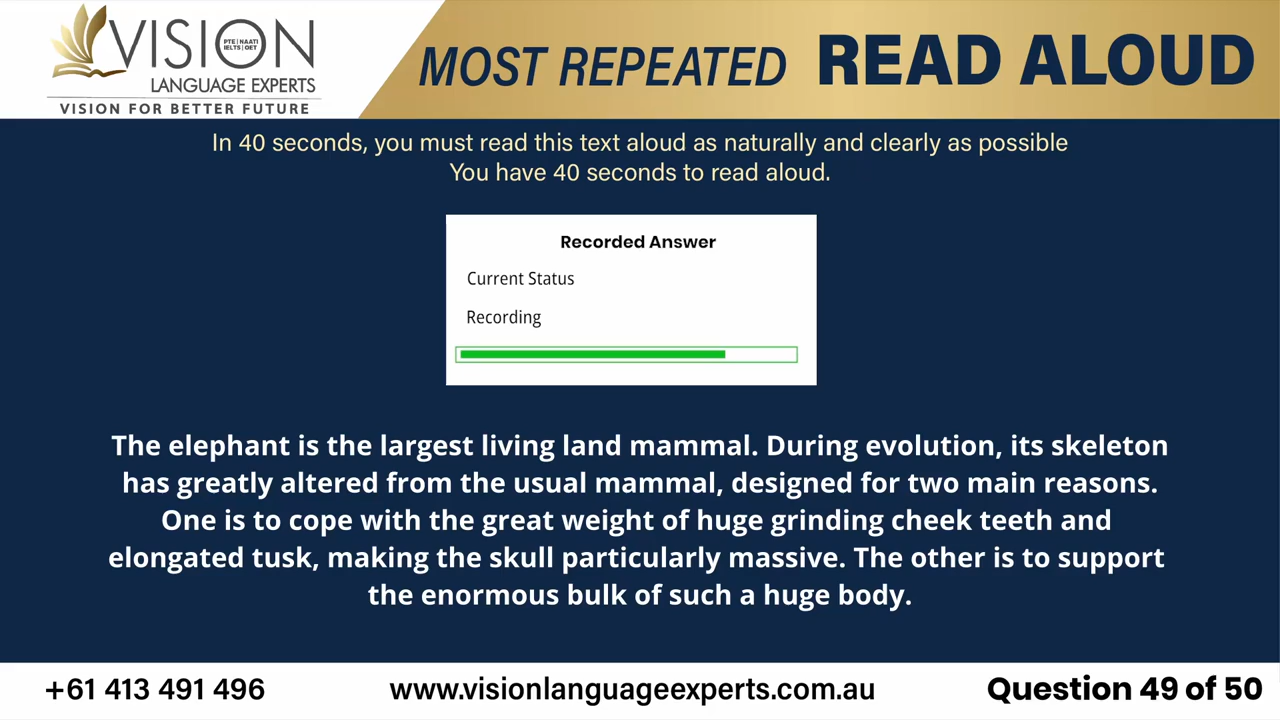 VISION
PTE | NAATI
IELTS | OET
LANGUAGE EXPERTS
VISION FOR BETTER FUTURE
MOST REPEATED READ ALOUD
In 40 seconds, you must read this text aloud as naturally and clearly as possible
You have 40 seconds to read aloud.
Recorded Answer
Current Status
Recording
The elephant is the largest living land mammal. During evolution, its skeleton
has greatly altered from the usual mammal, designed for two main reasons.
One is to cope with the great weight of huge grinding cheek teeth and
elongated tusk, making the skull particularly massive. The other is to support
the enormous bulk of such a huge body.
+61 413 491 496
www.visionlanguageexperts.com.au
Question 49 of 50